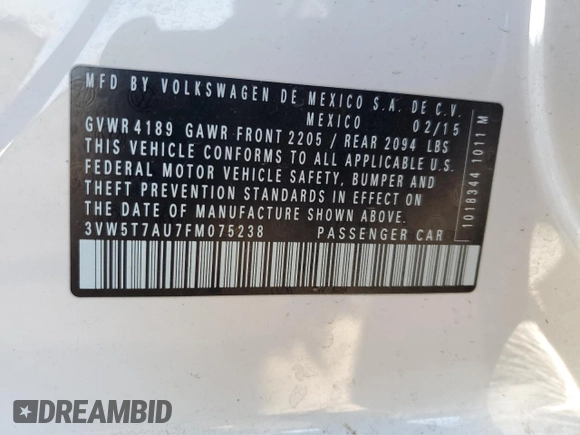 MFD BY VOLKSWAGEN DE MEXICO S.A. DE C.V.
MEXICO 02/15
GVWR 4189 GAWR FRONT 2205 / REAR 2094 LBS
THIS VEHICLE CONFORMS TO ALL APPLICABLE U.S.
FEDERAL MOTOR VEHICLE SAFETY, BUMPER AND
THEFT PREVENTION STANDARDS IN EFFECT ON
THE DATE OF MANUFACTURE SHOWN ABOVE.
3VW5T7AU7FM075238 PASSENGER CAR
1018344 1011 M
DREAMBID